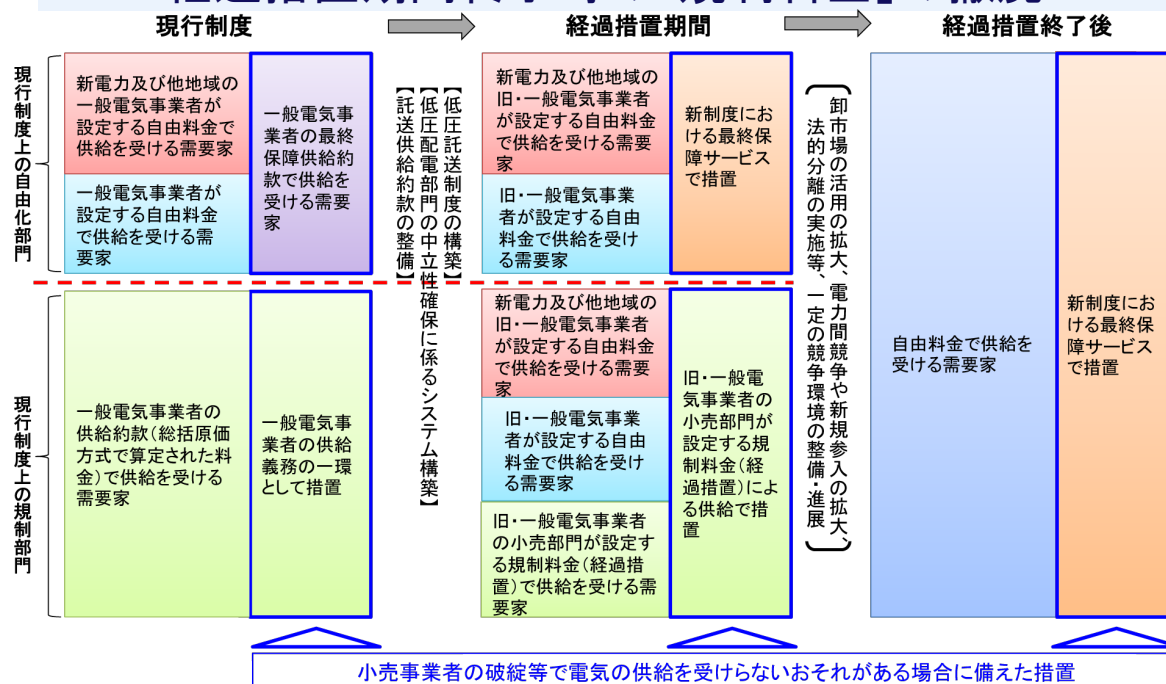 現行制度
経過措置期間
経過措置終了後
現行制度上の自由化部門
新電力及び他地域の
一般電気事業者が
設定する自由料金で
供給を受ける需要家
一般電気事業者が
設定する自由料金
で供給を受ける需
要家
一般電気事
業者の最終
保障供給約
款で供給を
受ける需要
家
【低圧託送制度の構築】
【低圧配電部門の中立性確保に係るシステム構築】
【託送供給約款の整備】
新電力及び他地域の
旧・一般電気事業者
が設定する自由料金
で供給を受ける需要
家
旧・一般電気事業
者が設定する自由
料金で供給を受け
る需要家
新制度にお
ける最終保
障サービス
で措置
卸市場の活用の拡大、電力間競争や新規参入の拡大、
法的分離の実施等、一定の競争環境の整備・進展
現行制度上の規制部門
一般電気事業者の
供給約款(総括原価
方式で算定された料
金)で供給を受ける
需要家
一般電気事
業者の供給
義務の一環
として措置
新電力及び他地域の
旧・一般電気事業者
が設定する自由料金
で供給を受ける需要
家
旧・一般電気事業
者が設定する自由
料金で供給を受け
る需要家
旧・一般電気事業者
の小売部門が設定す
る規制料金(経過措
置)で供給を受ける需
要家
旧・一般電
気事業者の
小売部門が
設定する規
制料金(経
過措置)によ
る供給で措
置
自由料金で供給を
受ける需要家
新制度にお
ける最終保
障サービス
で措置
小売事業者の破綻等で電気の供給を受けらないおそれがある場合に備えた措置